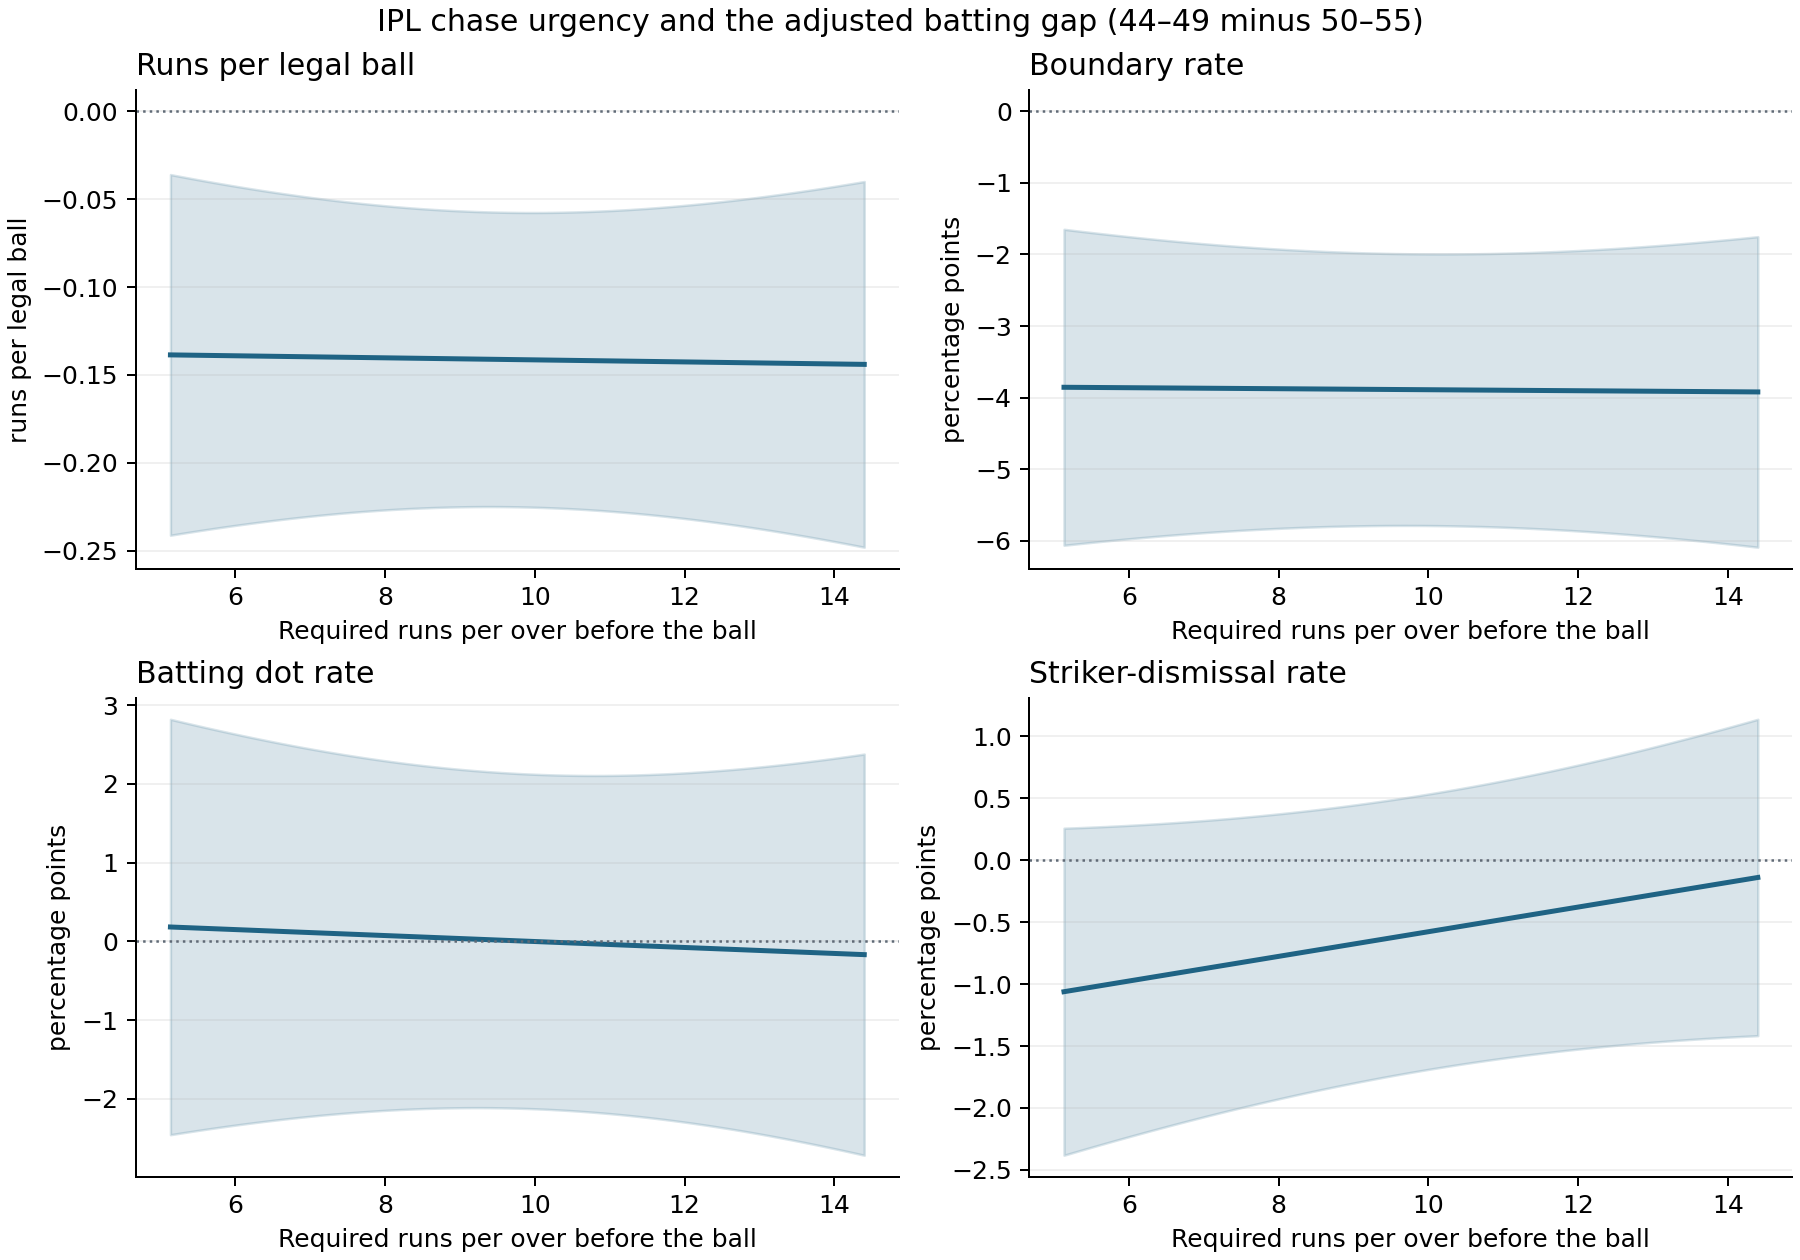 IPL chase urgency and the adjusted batting gap (44–49 minus 50–55)
Runs per legal ball
0.00
−0.05
−0.10
−0.15
−0.20
−0.25
runs per legal ball
6 8 10 12 14
Required runs per over before the ball
Boundary rate
0
−1
−2
−3
−4
−5
−6
percentage points
6 8 10 12 14
Required runs per over before the ball
Batting dot rate
3
2
1
0
−1
−2
percentage points
6 8 10 12 14
Required runs per over before the ball
Striker-dismissal rate
1.0
0.5
0.0
−0.5
−1.0
−1.5
−2.0
−2.5
percentage points
6 8 10 12 14
Required runs per over before the ball